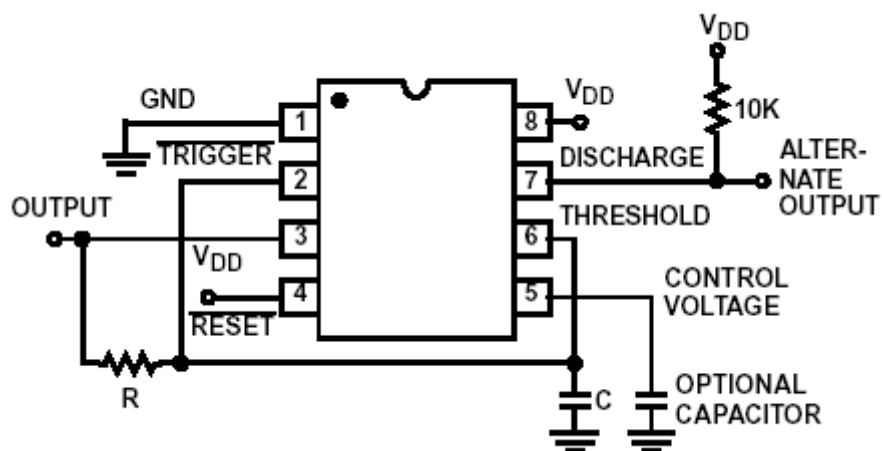 GND
1
TRIGGER
2
OUTPUT
3
VDD
4
RESET
R
8
VDD
VDD
10K
DISCHARGE
7
ALTER-
NATE
OUTPUT
THRESHOLD
6
5
CONTROL
VOLTAGE
C
OPTIONAL
CAPACITOR